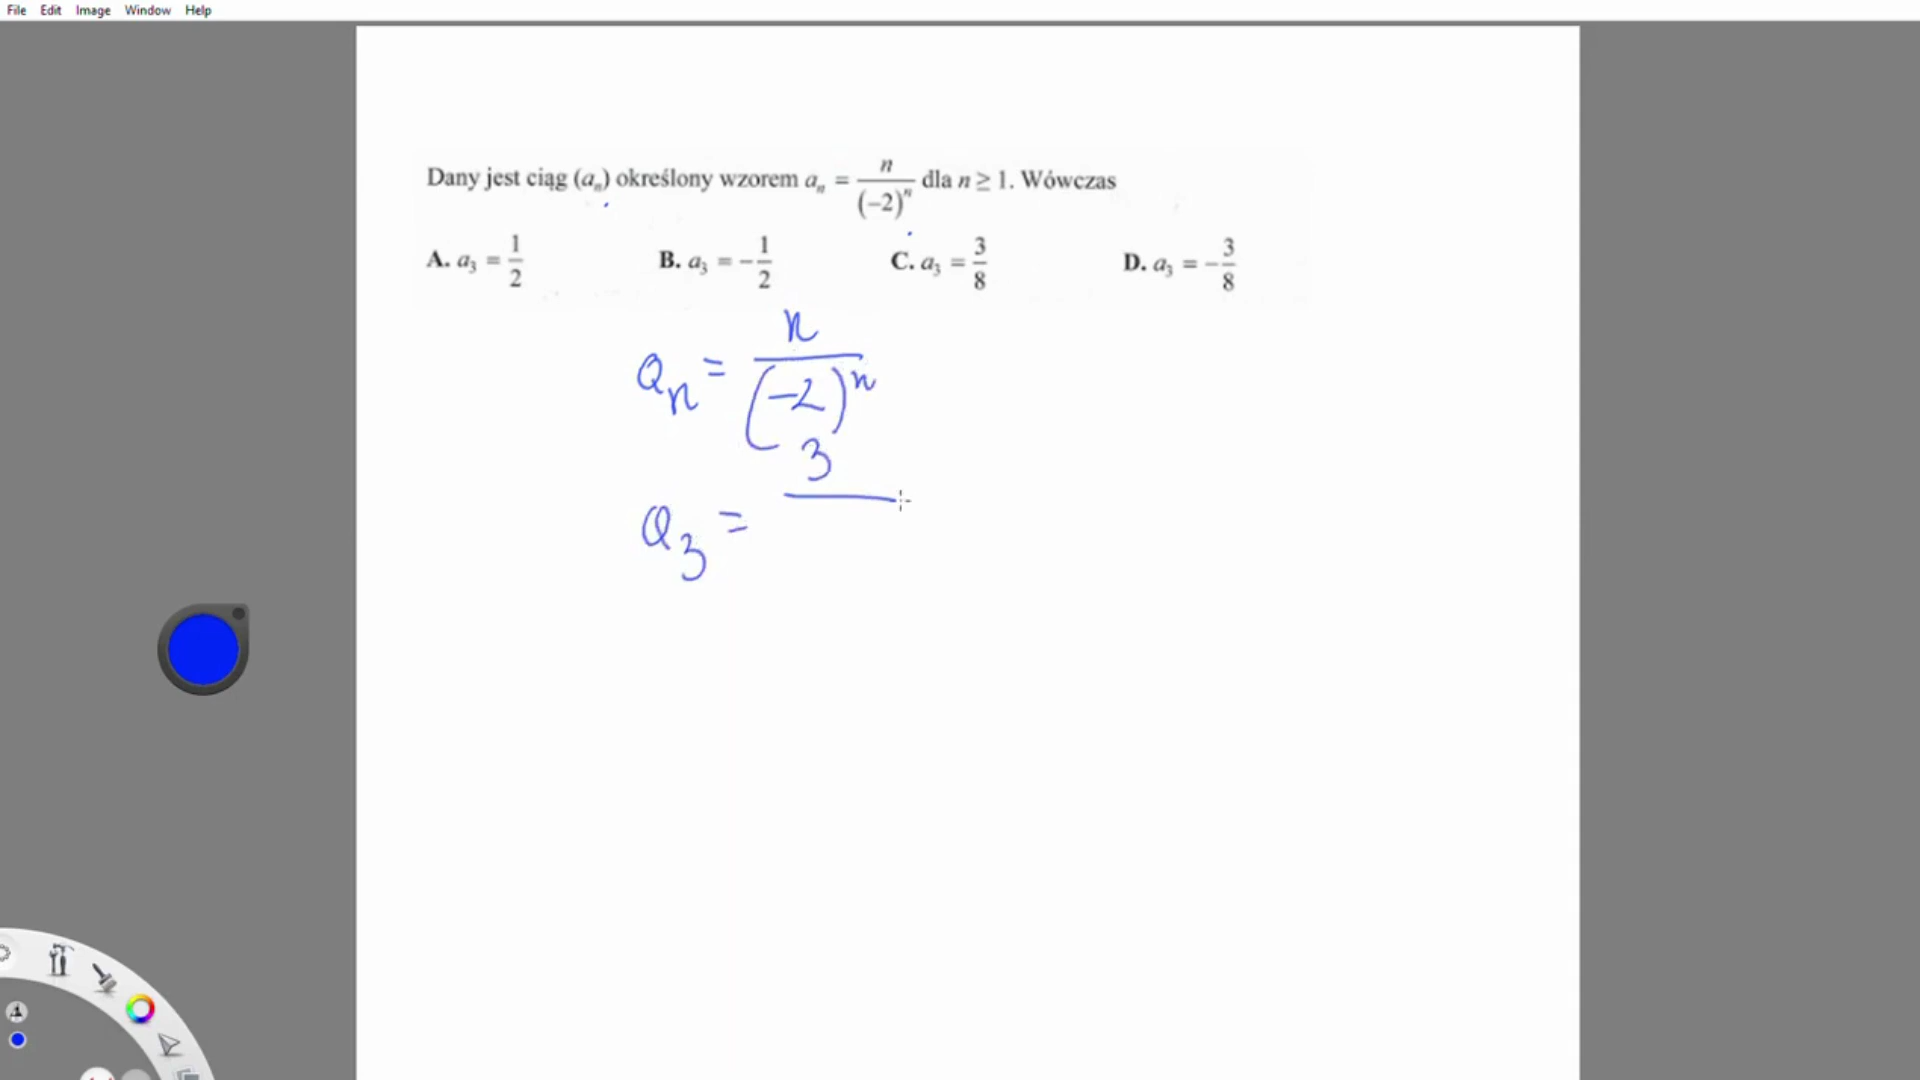 File Edit Image Window Help
Dany jest ciąg (aₙ) określony wzorem aₙ = n/(−2)ⁿ dla n ≥ 1. Wówczas
A. a₃ = 1/2 B. a₃ = −1/2 C. a₃ = 3/8 D. a₃ = −3/8
aₙ = n/(−2)ⁿ
a₃ = 3/